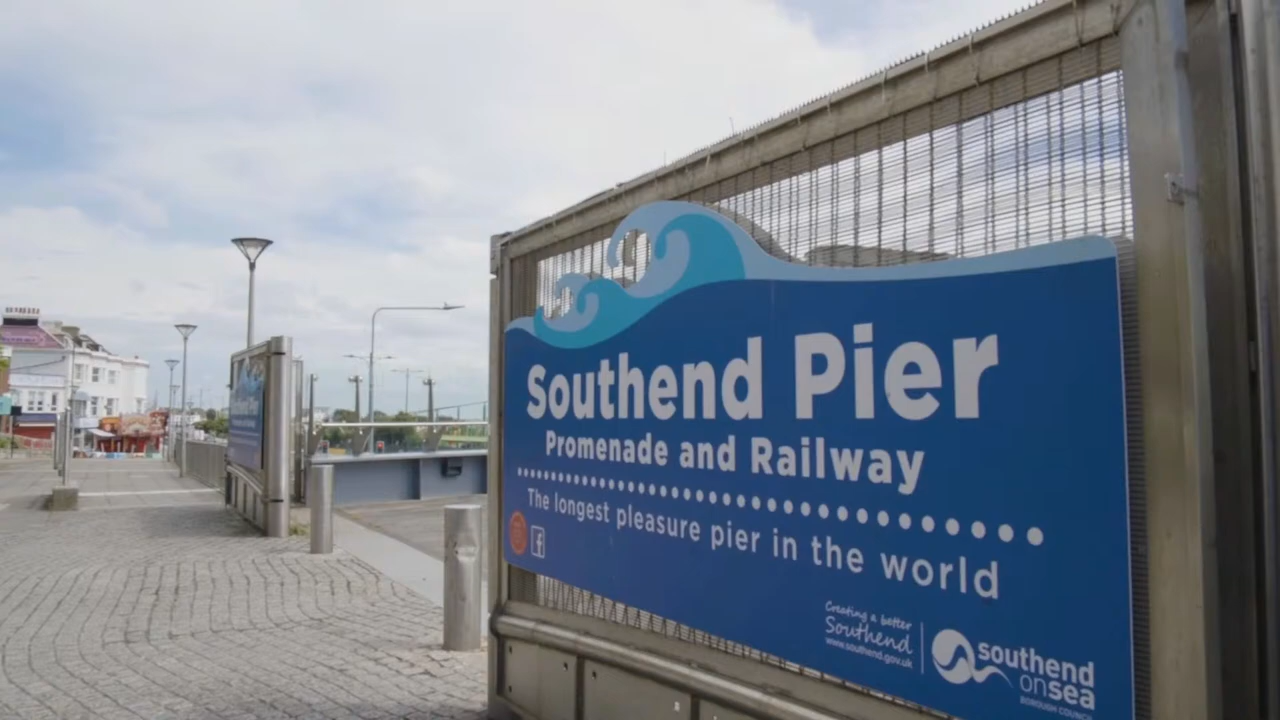 Southend Pier
Promenade and Railway
The longest pleasure pier in the world
Creating a better
Southend
www.southend.gov.uk
southend
onsea
BOROUGH COUNCIL